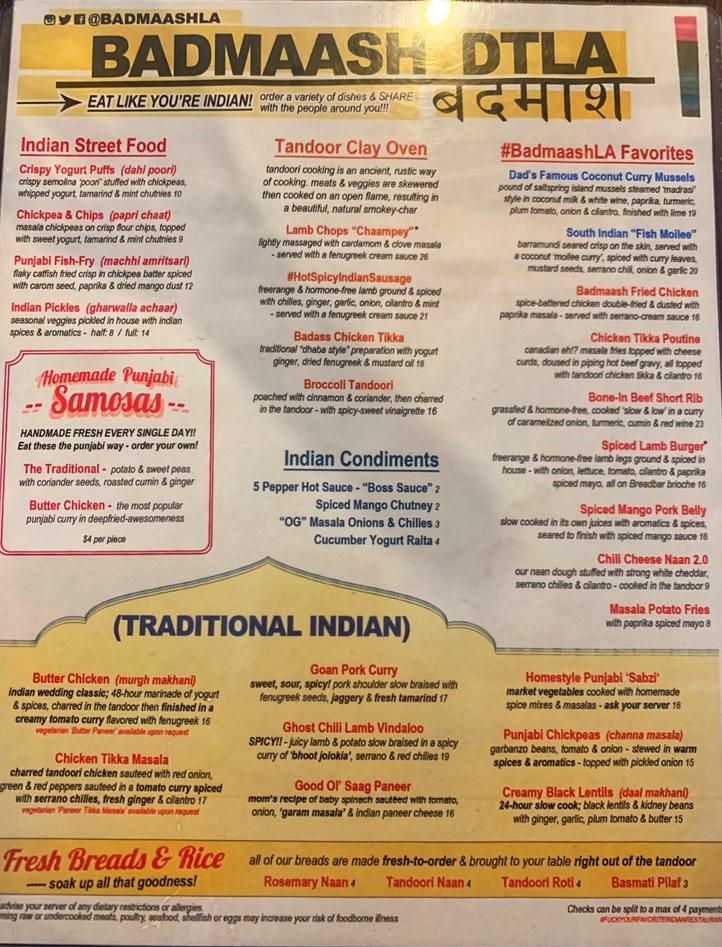 @BADMAASHLA
BADMAASH DTLA
EAT LIKE YOU'RE INDIAN!
order a variety of dishes & SHARE
with the people around you!!!
बदमाश
Indian Street Food
Crispy Yogurt Puffs (dahi poori)
crispy semolina 'poori' stuffed with chickpeas,
whipped yogurt, tamarind & mint chutnies 10
Chickpea & Chips (papri chaat)
masala chickpeas on crisp flour chips, topped
with sweet yogurt, tamarind & mint chutnies 9
Punjabi Fish-Fry (machhi amritsari)
flaky catfish fried crisp in chickpea batter spiced
with carom seed, paprika & dried mango dust 12
Indian Pickles (gharwalla achaar)
seasonal veggies pickled in house with indian
spices & aromatics - half: 8 / full: 14
Homemade Punjabi
-- Samosas --
HANDMADE FRESH EVERY SINGLE DAY!!
Eat these the punjabi way - order your own!
The Traditional - potato & sweet peas
with coriander seeds, roasted cumin & ginger
Butter Chicken - the most popular
punjabi curry in deepfried-awesomeness
$4 per piece
Tandoor Clay Oven
tandoori cooking is an ancient, rustic way
of cooking. meats & veggies are skewered
then cooked on an open flame, resulting in
a beautiful, natural smokey-char
Lamb Chops "Chaampey"*
lightly massaged with cardamom & clove masala
- served with a fenugreek cream sauce 26
#HotSpicyIndianSausage
freerange & hormone-free lamb ground & spiced
with chilies, ginger, garlic, onion, cilantro & mint
- served with a fenugreek cream sauce 21
Badass Chicken Tikka
traditional "dhaba style" preparation with yogurt
ginger, dried fenugreek & mustard oil 18
Broccoli Tandoori
poached with cinnamon & coriander, then charred
in the tandoor - with spicy-sweet vinaigrette 16
Indian Condiments
5 Pepper Hot Sauce - "Boss Sauce" 2
Spiced Mango Chutney 2
"OG" Masala Onions & Chilies 3
Cucumber Yogurt Raita 4
#BadmaashLA Favorites
Dad's Famous Coconut Curry Mussels
pound of saltspring island mussels steamed 'madrasi'
style in coconut milk & white wine, paprika, turmeric,
plum tomato, onion & cilantro, finished with lime 19
South Indian "Fish Moilee"
barramundi seared crisp on the skin, served with
a coconut 'moilee curry', spiced with curry leaves,
mustard seeds, serrano chili, onion & garlic 20
Badmaash Fried Chicken
spice-battered chicken double-fried & dusted with
paprika masala - served with serrano-cream sauce 16
Chicken Tikka Poutine
canadian eh!? masala fries topped with cheese
curds, doused in piping hot beef gravy, all topped
with tandoori chicken tikka & cilantro 16
Bone-In Beef Short Rib
grassfed & hormone-free, cooked 'slow & low' in a curry
of caramelized onion, turmeric, cumin & red wine 23
Spiced Lamb Burger*
freerange & hormone-free lamb legs ground & spiced in
house - with onion, lettuce, tomato, cilantro & paprika
spiced mayo, all on Breadbar brioche 16
Spiced Mango Pork Belly
slow cooked in its own juices with aromatics & spices,
seared to finish with spiced mango sauce 16
Chili Cheese Naan 2.0
our naan dough stuffed with strong white cheddar,
serrano chilies & cilantro - cooked in the tandoor 9
Masala Potato Fries
with paprika spiced mayo 8
(TRADITIONAL INDIAN)
Butter Chicken (murgh makhani)
indian wedding classic; 48-hour marinade of yogurt
& spices, charred in the tandoor then finished in a
creamy tomato curry flavored with fenugreek 16
vegetarian 'Butter Paneer' available upon request
Chicken Tikka Masala
charred tandoori chicken sauteed with red onion,
green & red peppers sauteed in a tomato curry spiced
with serrano chilies, fresh ginger & cilantro 17
vegetarian 'Paneer Tikka Masala' available upon request
Goan Pork Curry
sweet, sour, spicy! pork shoulder slow braised with
fenugreek seeds, jaggery & fresh tamarind 17
Ghost Chili Lamb Vindaloo
SPICY!! - juicy lamb & potato slow braised in a spicy
curry of 'bhoot jolokia', serrano & red chilies 19
Good Ol' Saag Paneer
mom's recipe of baby spinach sautéed with tomato,
onion, 'garam masala' & indian paneer cheese 16
Homestyle Punjabi 'Sabzi'
market vegetables cooked with homemade
spice mixes & masalas - ask your server 16
Punjabi Chickpeas (channa masala)
garbanzo beans, tomato & onion - stewed in warm
spices & aromatics - topped with pickled onion 15
Creamy Black Lentils (daal makhani)
24-hour slow cook; black lentils & kidney beans
with ginger, garlic, plum tomato & butter 15
Fresh Breads & Rice
----- soak up all that goodness!
all of our breads are made fresh-to-order & brought to your table right out of the tandoor
Rosemary Naan 4 Tandoori Naan 4 Tandoori Roti 4 Basmati Pilaf 3
advise your server of any dietary restrictions or allergies.
ming raw or undercooked meats, poultry, seafood, shellfish or eggs may increase your risk of foodborne illness
Checks can be split to a max of 4 payments
#FUCKYOURFAVORITEINDIANRESTAURAN